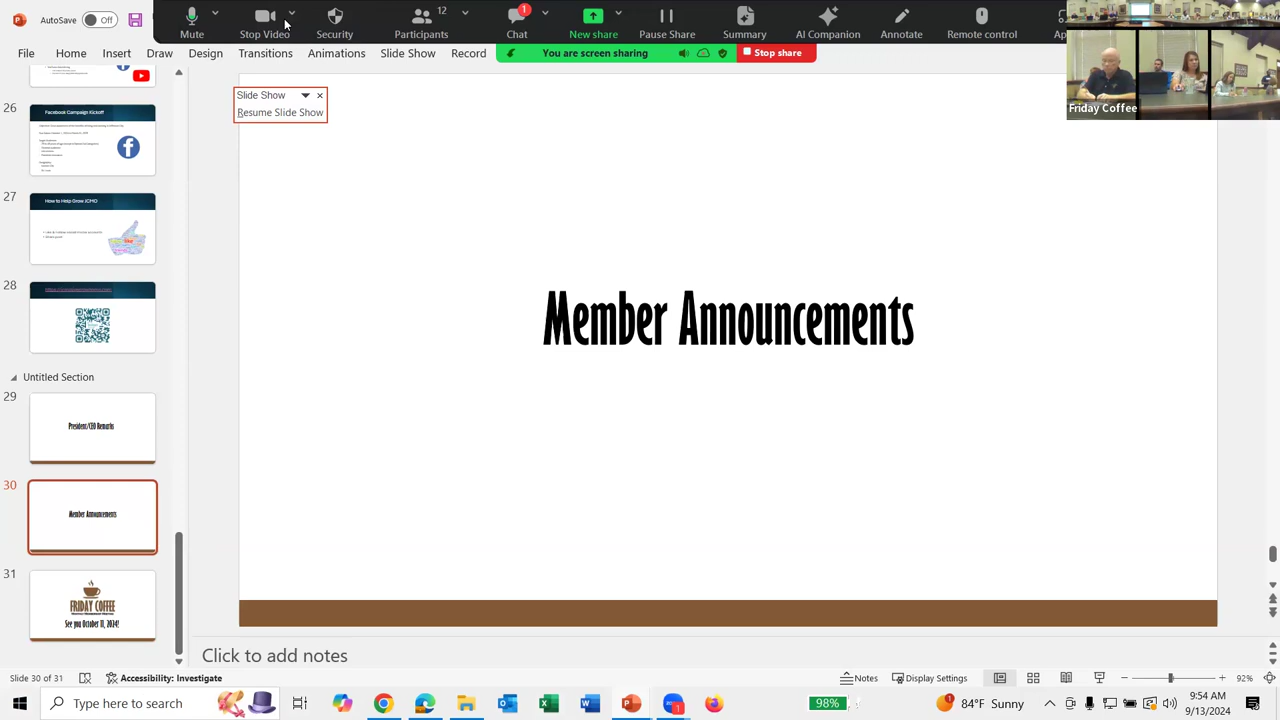 AutoSave
Off
Mute
Stop Video
Security
12
Participants
1
Chat
New share
Pause Share
Summary
AI Companion
Annotate
Remote control
File
Home
Insert
Draw
Design
Transitions
Animations
Slide Show
Record
You are screen sharing
Stop share
Friday Coffee
Slide Show
Resume Slide Show
26
Facebook Campaign Kickoff
27
How to Help Grow JCMO
28
Untitled Section
29
President/CEO Remarks
30
Member Announcements
31
FRIDAY COFFEE
See you October 11, 2024!
Member Announcements
Click to add notes
Slide 30 of 31
Accessibility: Investigate
Notes
Display Settings
92%
Type here to search
1
98%
1
84°F Sunny
9:54 AM
9/13/2024